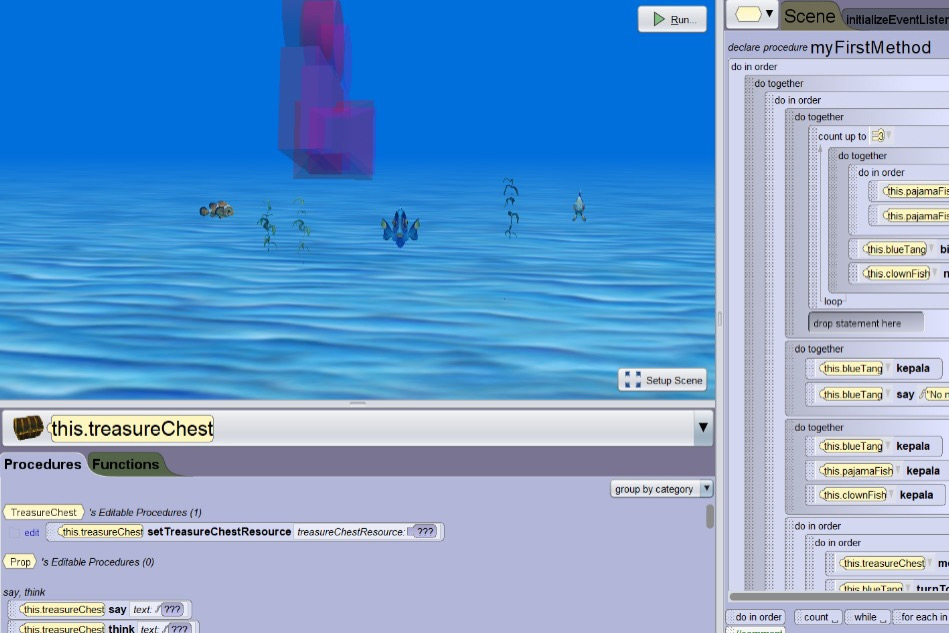 Run...
Setup Scene
this.treasureChest
Procedures Functions
group by category
TreasureChest 's Editable Procedures (1)
edit this.treasureChest setTreasureChestResource treasureChestResource: ???
Prop 's Editable Procedures (0)
say, think
this.treasureChest say text: ???
this.treasureChest think text: ???
Scene initializeEventListener
declare procedure myFirstMethod
do in order
do together
do in order
do together
count up to 3
do together
do in order
this.pajamaFis
this.pajamaFis
this.blueTang bi
this.clownFish
loop
drop statement here
do together
this.blueTang kepala
this.blueTang say "No n
do together
this.blueTang kepala
this.pajamaFish kepala
this.clownFish kepala
do in order
do in order
this.treasureChest mo
this.blueTang turnTo
do in order count _ while _ for each in
//comment